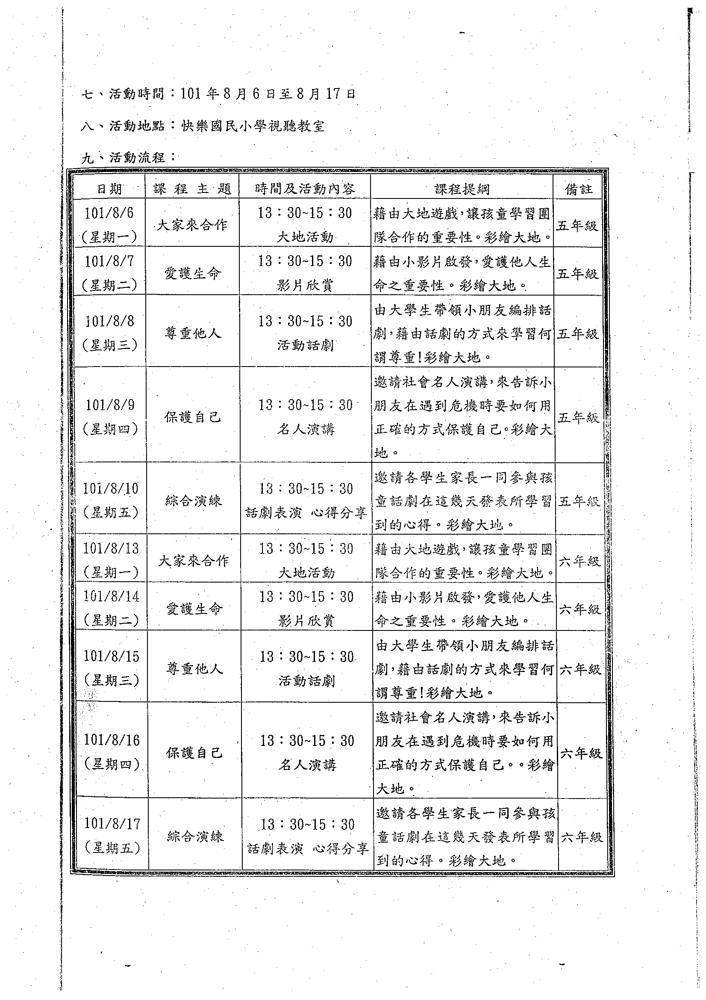 七、活動時間：101年8月6日至8月17日
八、活動地點：快樂國民小學視聽教室
九、活動流程：
日期 課程主題 時間及活動內容 課程提綱 備註
101/8/6
（星期一）
大家來合作
13：30~15：30
大地活動
藉由大地遊戲，讓孩童學習團
隊合作的重要性。彩繪大地。
五年級
101/8/7
（星期二）
愛護生命
13：30~15：30
影片欣賞
藉由小影片啟發，愛護他人生
命之重要性。彩繪大地。
五年級
101/8/8
（星期三）
尊重他人
13：30~15：30
活動話劇
由大學生帶領小朋友編排話
劇，藉由話劇的方式來學習何
謂尊重!彩繪大地。
五年級
101/8/9
（星期四）
保護自己
13：30~15：30
名人演講
邀請社會名人演講，來告訴小
朋友在遇到危機時要如何用
正確的方式保護自己。彩繪大
地。
五年級
101/8/10
（星期五）
綜合演練
13：30~15：30
話劇表演 心得分享
邀請各學生家長一同參與孩
童話劇在這幾天發表所學習
到的心得。彩繪大地。
五年級
101/8/13
（星期一）
大家來合作
13：30~15：30
大地活動
藉由大地遊戲，讓孩童學習團
隊合作的重要性。彩繪大地。
六年級
101/8/14
（星期二）
愛護生命
13：30~15：30
影片欣賞
藉由小影片啟發，愛護他人生
命之重要性。彩繪大地。
六年級
101/8/15
（星期三）
尊重他人
13：30~15：30
活動話劇
由大學生帶領小朋友編排話
劇，藉由話劇的方式來學習何
謂尊重!彩繪大地。
六年級
101/8/16
（星期四）
保護自己
13：30~15：30
名人演講
邀請社會名人演講，來告訴小
朋友在遇到危機時要如何用
正確的方式保護自己。。彩繪
大地。
六年級
101/8/17
（星期五）
綜合演練
13：30~15：30
話劇表演 心得分享
邀請各學生家長一同參與孩
童話劇在這幾天發表所學習
到的心得。彩繪大地。
六年級